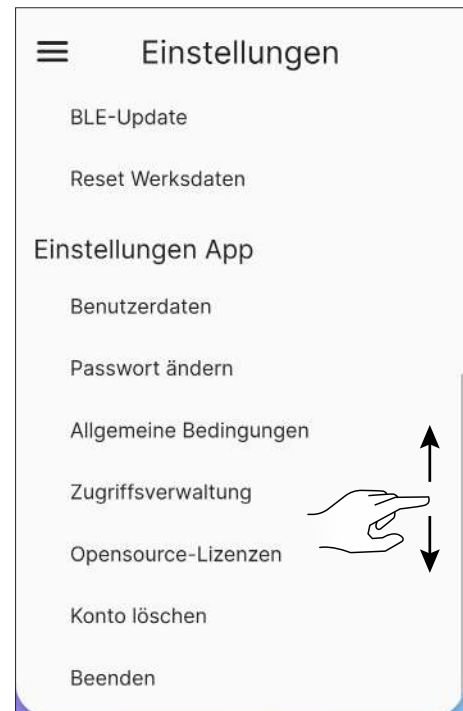 Einstellungen
BLE-Update
Reset Werksdaten
Einstellungen App
Benutzerdaten
Passwort ändern
Allgemeine Bedingungen
Zugriffsverwaltung
Opensource-Lizenzen
Konto löschen
Beenden